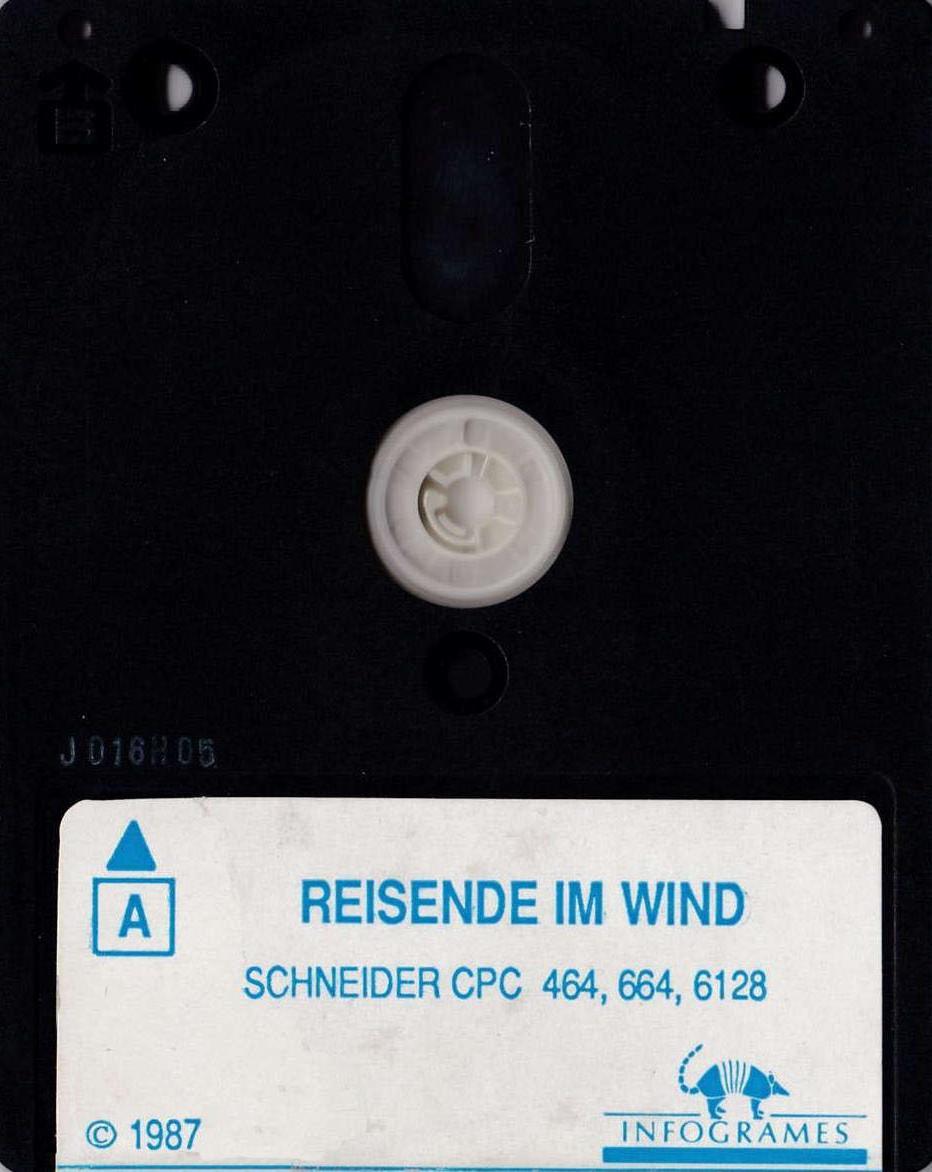 J016H05
A
REISENDE IM WIND
SCHNEIDER CPC 464, 664, 6128
© 1987
INFOGRAMES